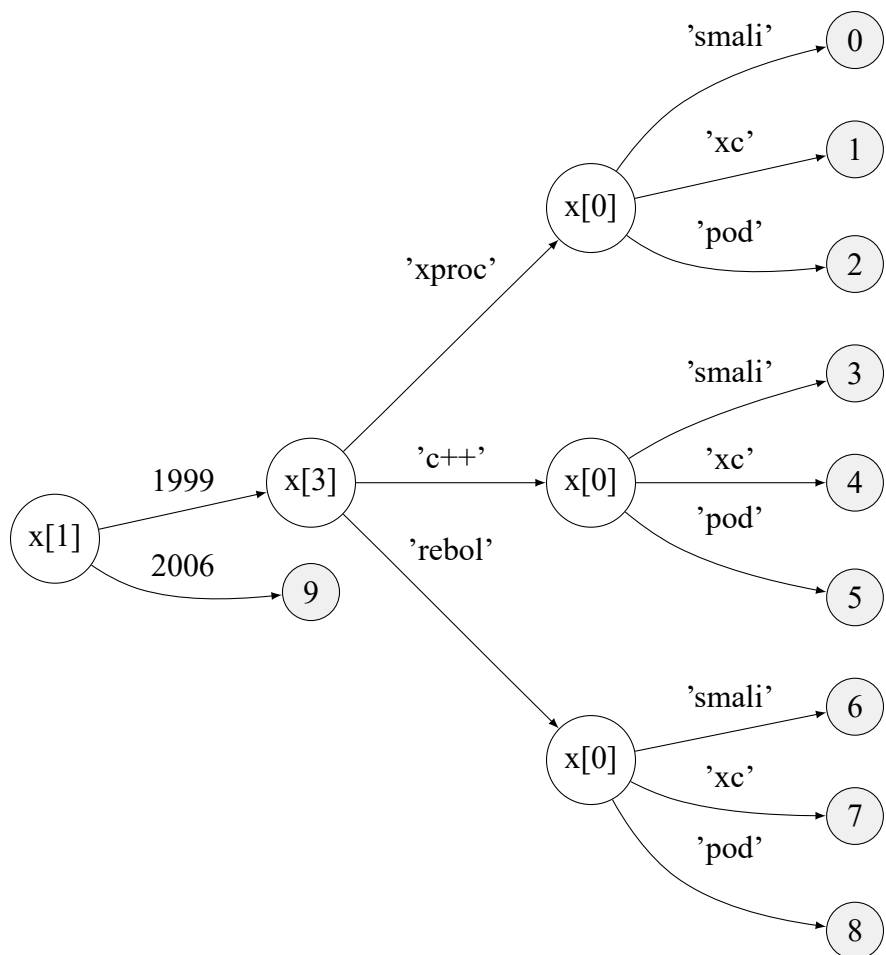 ’smali’
0
’xc’
1
x[0]
’pod’
2
’xproc’
’smali’
3
1999
x[3]
’c++’
x[0]
’xc’
4
x[1]
’pod’
2006
’rebol’
9
5
’smali’
6
x[0]
’xc’
7
’pod’
8